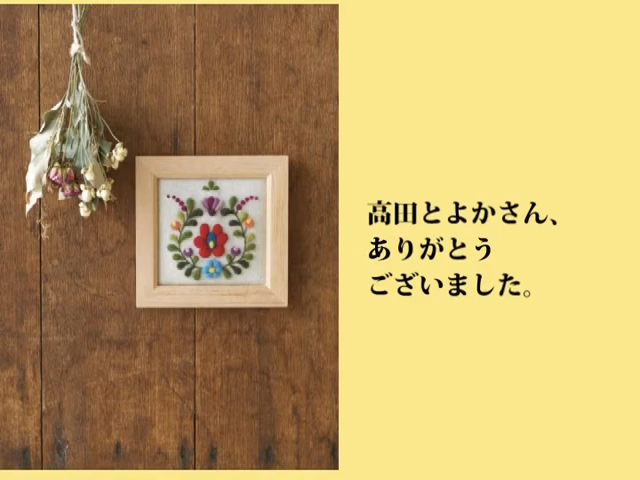 高田とよかさん、
ありがとう
ございました。